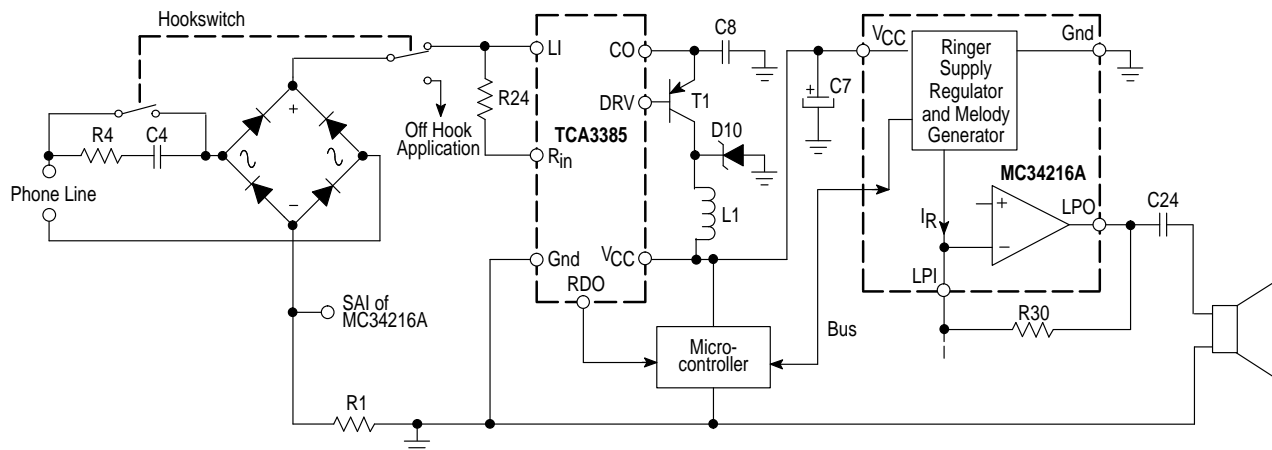 Hookswitch
R4
C4
Phone Line
+
−
SAI of
MC34216A
R1
Off Hook
Application
R24
LI
Rin
TCA3385
Gnd
RDO
CO
DRV
VCC
C8
T1
D10
L1
Micro-
controller
Bus
+
C7
VCC
Gnd
Ringer
Supply
Regulator
and Melody
Generator
MC34216A
IR
+
−
LPO
LPI
R30
C24